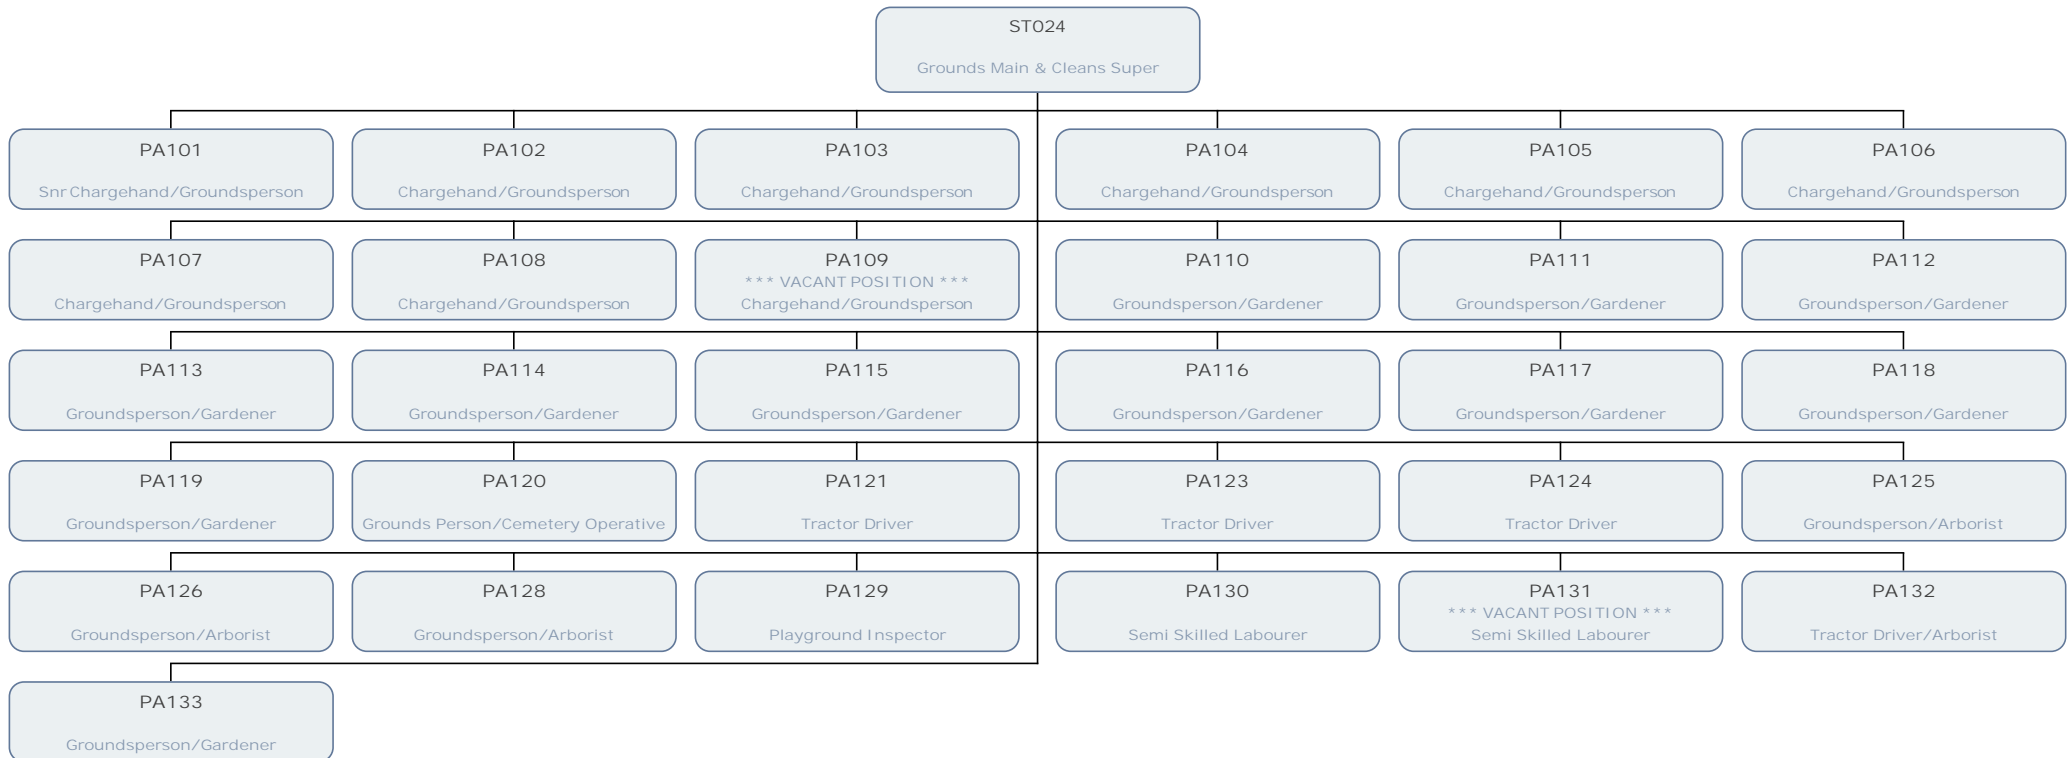 ST024
Grounds Main & Cleans Super
PA101
Snr Chargehand/Groundsperson
PA102
Chargehand/Groundsperson
PA103
Chargehand/Groundsperson
PA104
Chargehand/Groundsperson
PA105
Chargehand/Groundsperson
PA106
Chargehand/Groundsperson
PA107
Chargehand/Groundsperson
PA108
Chargehand/Groundsperson
PA109
*** VACANT POSITION ***
Chargehand/Groundsperson
PA110
Groundsperson/Gardener
PA111
Groundsperson/Gardener
PA112
Groundsperson/Gardener
PA113
Groundsperson/Gardener
PA114
Groundsperson/Gardener
PA115
Groundsperson/Gardener
PA116
Groundsperson/Gardener
PA117
Groundsperson/Gardener
PA118
Groundsperson/Gardener
PA119
Groundsperson/Gardener
PA120
Grounds Person/Cemetery Operative
PA121
Tractor Driver
PA123
Tractor Driver
PA124
Tractor Driver
PA125
Groundsperson/Arborist
PA126
Groundsperson/Arborist
PA128
Groundsperson/Arborist
PA129
Playground Inspector
PA130
Semi Skilled Labourer
PA131
*** VACANT POSITION ***
Semi Skilled Labourer
PA132
Tractor Driver/Arborist
PA133
Groundsperson/Gardener